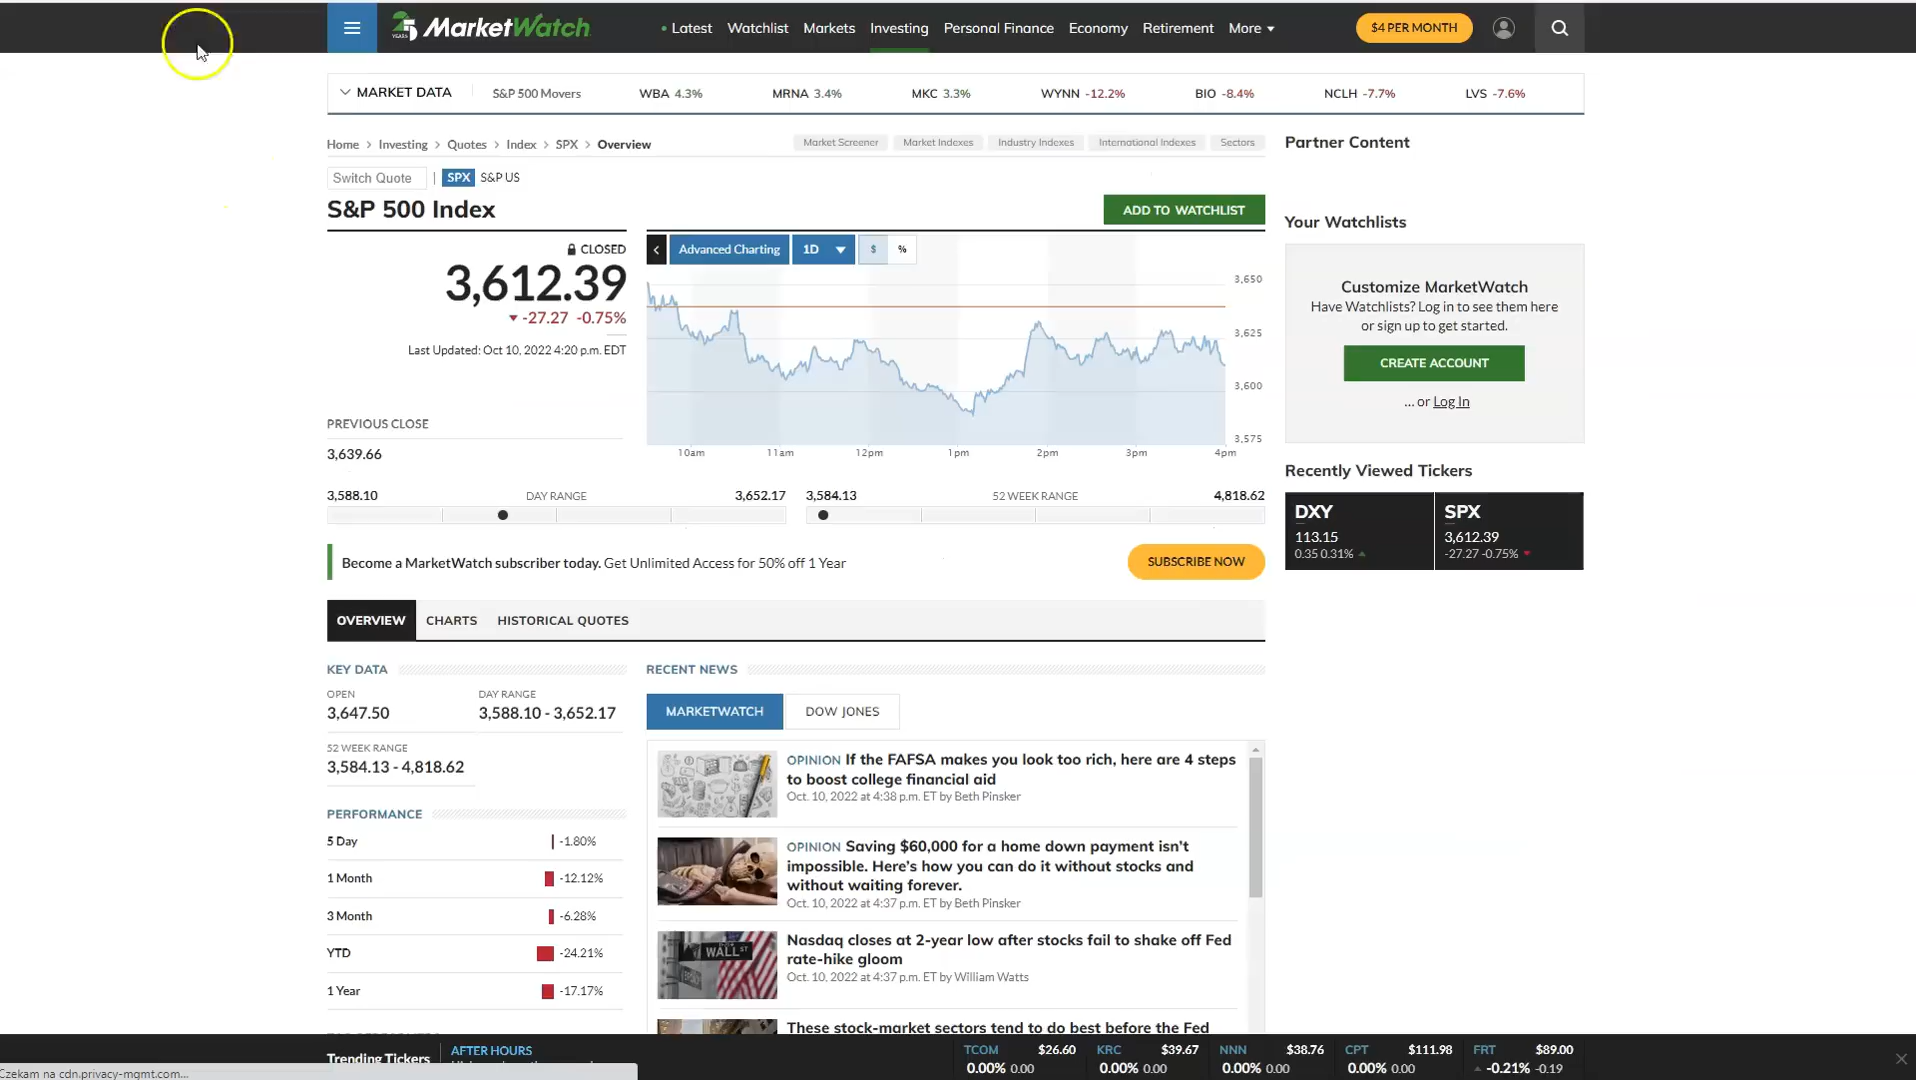 25 YEARS MarketWatch
Latest Watchlist Markets Investing Personal Finance Economy Retirement More
$4 PER MONTH
MARKET DATA S&P 500 Movers WBA 4.3% MRNA 3.4% MKC 3.3% WYNN -12.2% BIO -8.4% NCLH -7.7% LVS -7.6%
Home > Investing > Quotes > Index > SPX > Overview
Market Screener Market Indexes Industry Indexes International Indexes Sectors
Partner Content
Switch Quote | SPX S&P US
S&P 500 Index
ADD TO WATCHLIST
Your Watchlists
CLOSED
3,612.39
-27.27 -0.75%
Last Updated: Oct 10, 2022 4:20 p.m. EDT
Advanced Charting 1D $ %
3,650
3,625
3,600
3,575
10am 11am 12pm 1pm 2pm 3pm 4pm
Customize MarketWatch
Have Watchlists? Log in to see them here
or sign up to get started.
CREATE ACCOUNT
... or Log In
PREVIOUS CLOSE
3,639.66
3,588.10 DAY RANGE 3,652.17
3,584.13 52 WEEK RANGE 4,818.62
Recently Viewed Tickers
DXY
113.15
0.35 0.31%
SPX
3,612.39
-27.27 -0.75%
Become a MarketWatch subscriber today. Get Unlimited Access for 50% off 1 Year
SUBSCRIBE NOW
OVERVIEW CHARTS HISTORICAL QUOTES
KEY DATA
OPEN
3,647.50
DAY RANGE
3,588.10 - 3,652.17
52 WEEK RANGE
3,584.13 - 4,818.62
PERFORMANCE
5 Day -1.80%
1 Month -12.12%
3 Month -6.28%
YTD -24.21%
1 Year -17.17%
RECENT NEWS
MARKETWATCH DOW JONES
OPINION If the FAFSA makes you look too rich, here are 4 steps
to boost college financial aid
Oct. 10, 2022 at 4:38 p.m. ET by Beth Pinsker
OPINION Saving $60,000 for a home down payment isn't
impossible. Here's how you can do it without stocks and
without waiting forever.
Oct. 10, 2022 at 4:37 p.m. ET by Beth Pinsker
WALL ST
Nasdaq closes at 2-year low after stocks fail to shake off Fed
rate-hike gloom
Oct. 10, 2022 at 4:37 p.m. ET by William Watts
These stock-market sectors tend to do best before the Fed
Trending Tickers
AFTER HOURS
TCOM $26.60
0.00% 0.00
KRC $39.67
0.00% 0.00
NNN $38.76
0.00% 0.00
CPT $111.98
0.00% 0.00
FRT $89.00
-0.21% -0.19
Czekam na cdn.privacy-mgmt.com...